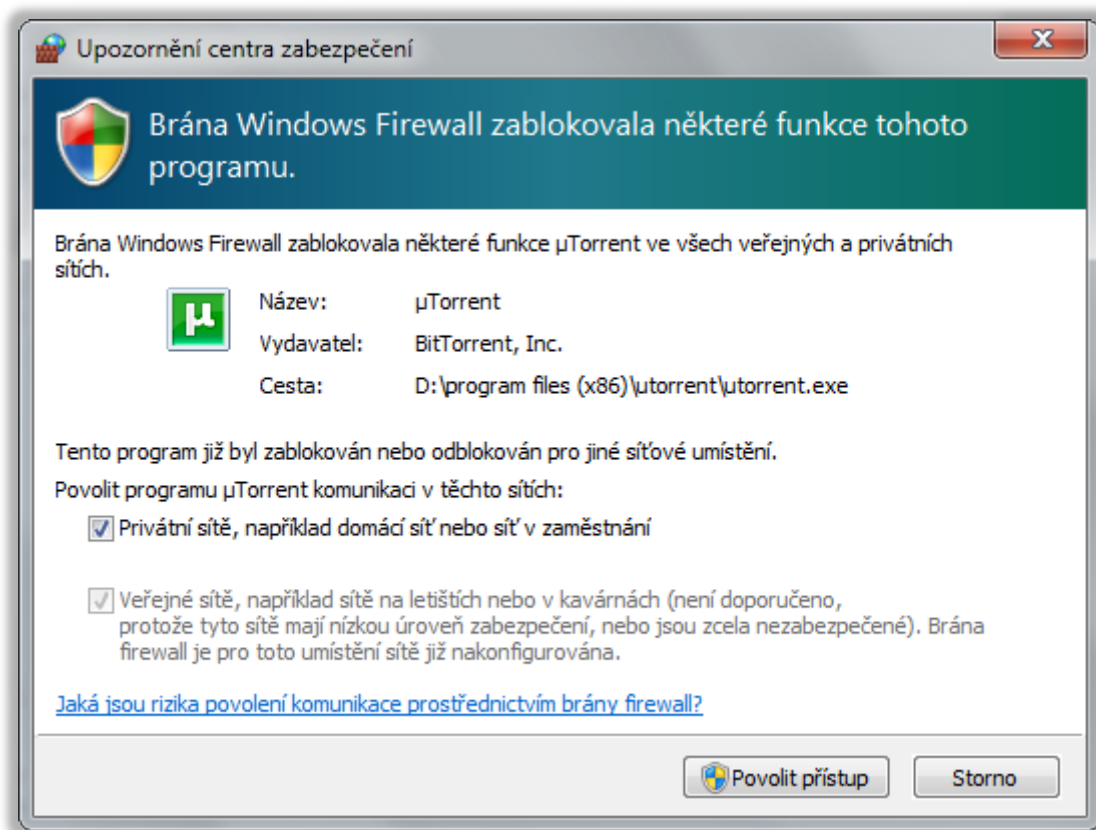 Upozornění centra zabezpečení
Brána Windows Firewall zablokovala některé funkce tohoto
programu.
Brána Windows Firewall zablokovala některé funkce µTorrent ve všech veřejných a privátních
sítích.
µ
Název: µTorrent
Vydavatel: BitTorrent, Inc.
Cesta: D:\program files (x86)\utorrent\utorrent.exe
Tento program již byl zablokován nebo odblokován pro jiné síťové umístění.
Povolit programu µTorrent komunikaci v těchto sítích:
Privátní sítě, například domácí síť nebo síť v zaměstnání
Veřejné sítě, například sítě na letištích nebo v kavárnách (není doporučeno,
protože tyto sítě mají nízkou úroveň zabezpečení, nebo jsou zcela nezabezpečené). Brána
firewall je pro toto umístění sítě již nakonfigurována.
Jaká jsou rizika povolení komunikace prostřednictvím brány firewall?
Povolit přístup Storno